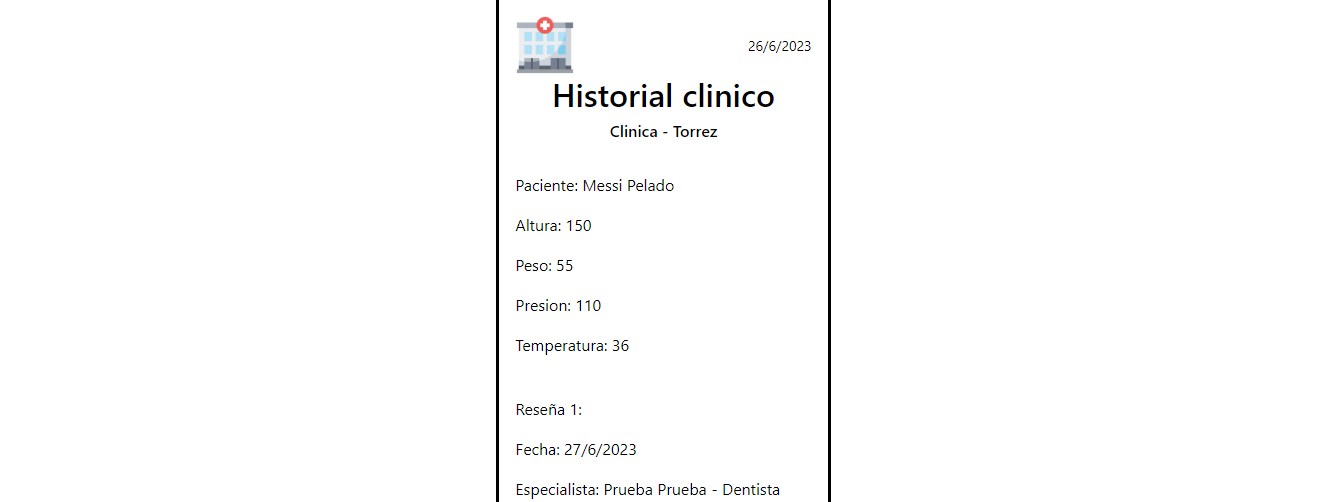 26/6/2023
Historial clinico
Clinica - Torrez
Paciente: Messi Pelado
Altura: 150
Peso: 55
Presion: 110
Temperatura: 36
Reseña 1:
Fecha: 27/6/2023
Especialista: Prueba Prueba - Dentista